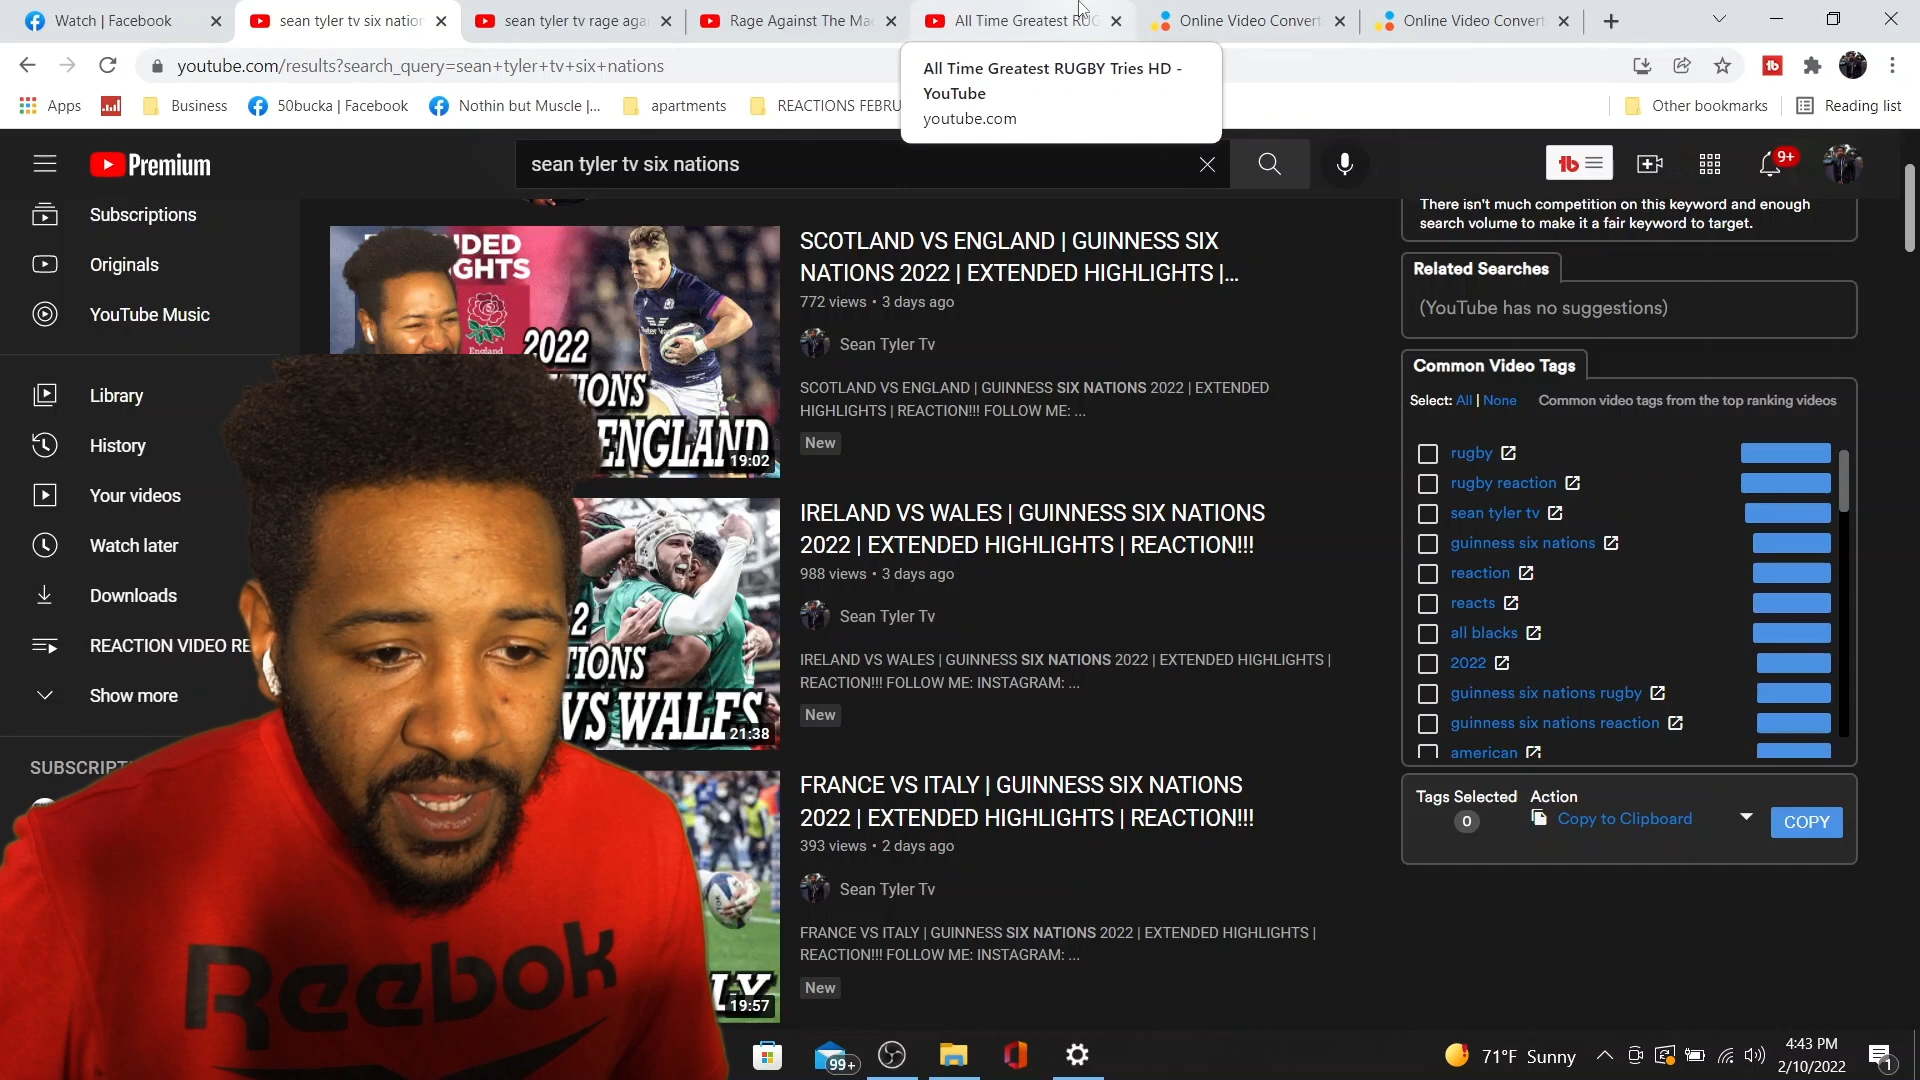 Watch | Facebook
sean tyler tv six nation
sean tyler tv rage aga
Rage Against The Ma
All Time Greatest RUG
Online Video Convert
Online Video Convert
youtube.com/results?search_query=sean+tyler+tv+six+nations
All Time Greatest RUGBY Tries HD -
YouTube
youtube.com
Apps
Business
50bucka | Facebook
Nothin but Muscle |...
apartments
REACTIONS FEBRU
Other bookmarks
Reading list
Premium
sean tyler tv six nations
9+
Subscriptions
Originals
YouTube Music
Library
History
Your videos
Watch later
Downloads
REACTION VIDEO RE
Show more
SUBSCRIPT
GHTS
England
2022
ENGLAND
19:02
SCOTLAND VS ENGLAND | GUINNESS SIX
NATIONS 2022 | EXTENDED HIGHLIGHTS |...
772 views • 3 days ago
Sean Tyler Tv
SCOTLAND VS ENGLAND | GUINNESS SIX NATIONS 2022 | EXTENDED
HIGHLIGHTS | REACTION!!! FOLLOW ME: ...
New
VS WALES
21:38
IRELAND VS WALES | GUINNESS SIX NATIONS
2022 | EXTENDED HIGHLIGHTS | REACTION!!!
988 views • 3 days ago
Sean Tyler Tv
IRELAND VS WALES | GUINNESS SIX NATIONS 2022 | EXTENDED HIGHLIGHTS |
REACTION!!! FOLLOW ME: INSTAGRAM: ...
New
LY
19:57
FRANCE VS ITALY | GUINNESS SIX NATIONS
2022 | EXTENDED HIGHLIGHTS | REACTION!!!
393 views • 2 days ago
Sean Tyler Tv
FRANCE VS ITALY | GUINNESS SIX NATIONS 2022 | EXTENDED HIGHLIGHTS |
REACTION!!! FOLLOW ME: INSTAGRAM: ...
New
There isn't much competition on this keyword and enough
search volume to make it a fair keyword to target.
Related Searches
(YouTube has no suggestions)
Common Video Tags
Select: All | None Common video tags from the top ranking videos
rugby
rugby reaction
sean tyler tv
guinness six nations
reaction
reacts
all blacks
2022
guinness six nations rugby
guinness six nations reaction
american
Tags Selected Action
0 Copy to Clipboard COPY
Reebok
99+
71°F Sunny
4:43 PM
2/10/2022
1